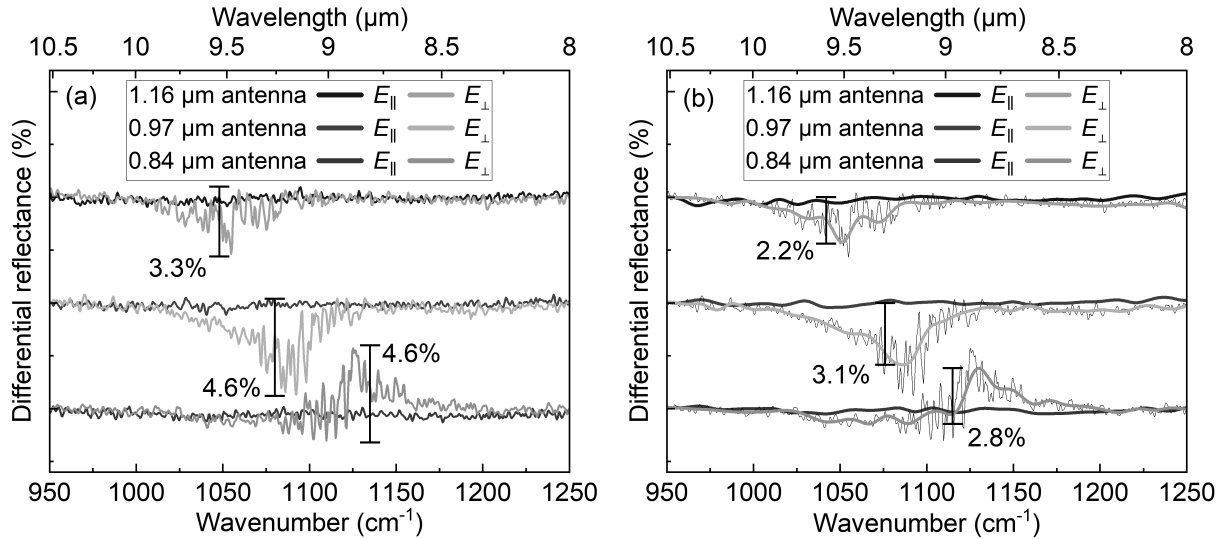 Wavelength (µm)
10.5 10 9.5 9 8.5 8
(a)
1.16 µm antenna E∥ E⊥
0.97 µm antenna E∥ E⊥
0.84 µm antenna E∥ E⊥
3.3%
4.6%
4.6%
Differential reflectance (%)
950 1000 1050 1100 1150 1200 1250
Wavenumber (cm⁻¹)
Wavelength (µm)
10.5 10 9.5 9 8.5 8
(b)
1.16 µm antenna E∥ E⊥
0.97 µm antenna E∥ E⊥
0.84 µm antenna E∥ E⊥
2.2%
3.1%
2.8%
Differential reflectance (%)
950 1000 1050 1100 1150 1200 1250
Wavenumber (cm⁻¹)